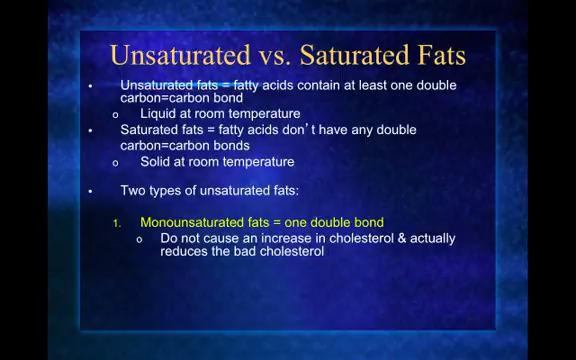 Unsaturated vs. Saturated Fats
• Unsaturated fats = fatty acids contain at least one double
carbon=carbon bond
o Liquid at room temperature
• Saturated fats = fatty acids don’t have any double
carbon=carbon bonds
o Solid at room temperature
• Two types of unsaturated fats:
1. Monounsaturated fats = one double bond
o Do not cause an increase in cholesterol & actually
reduces the bad cholesterol